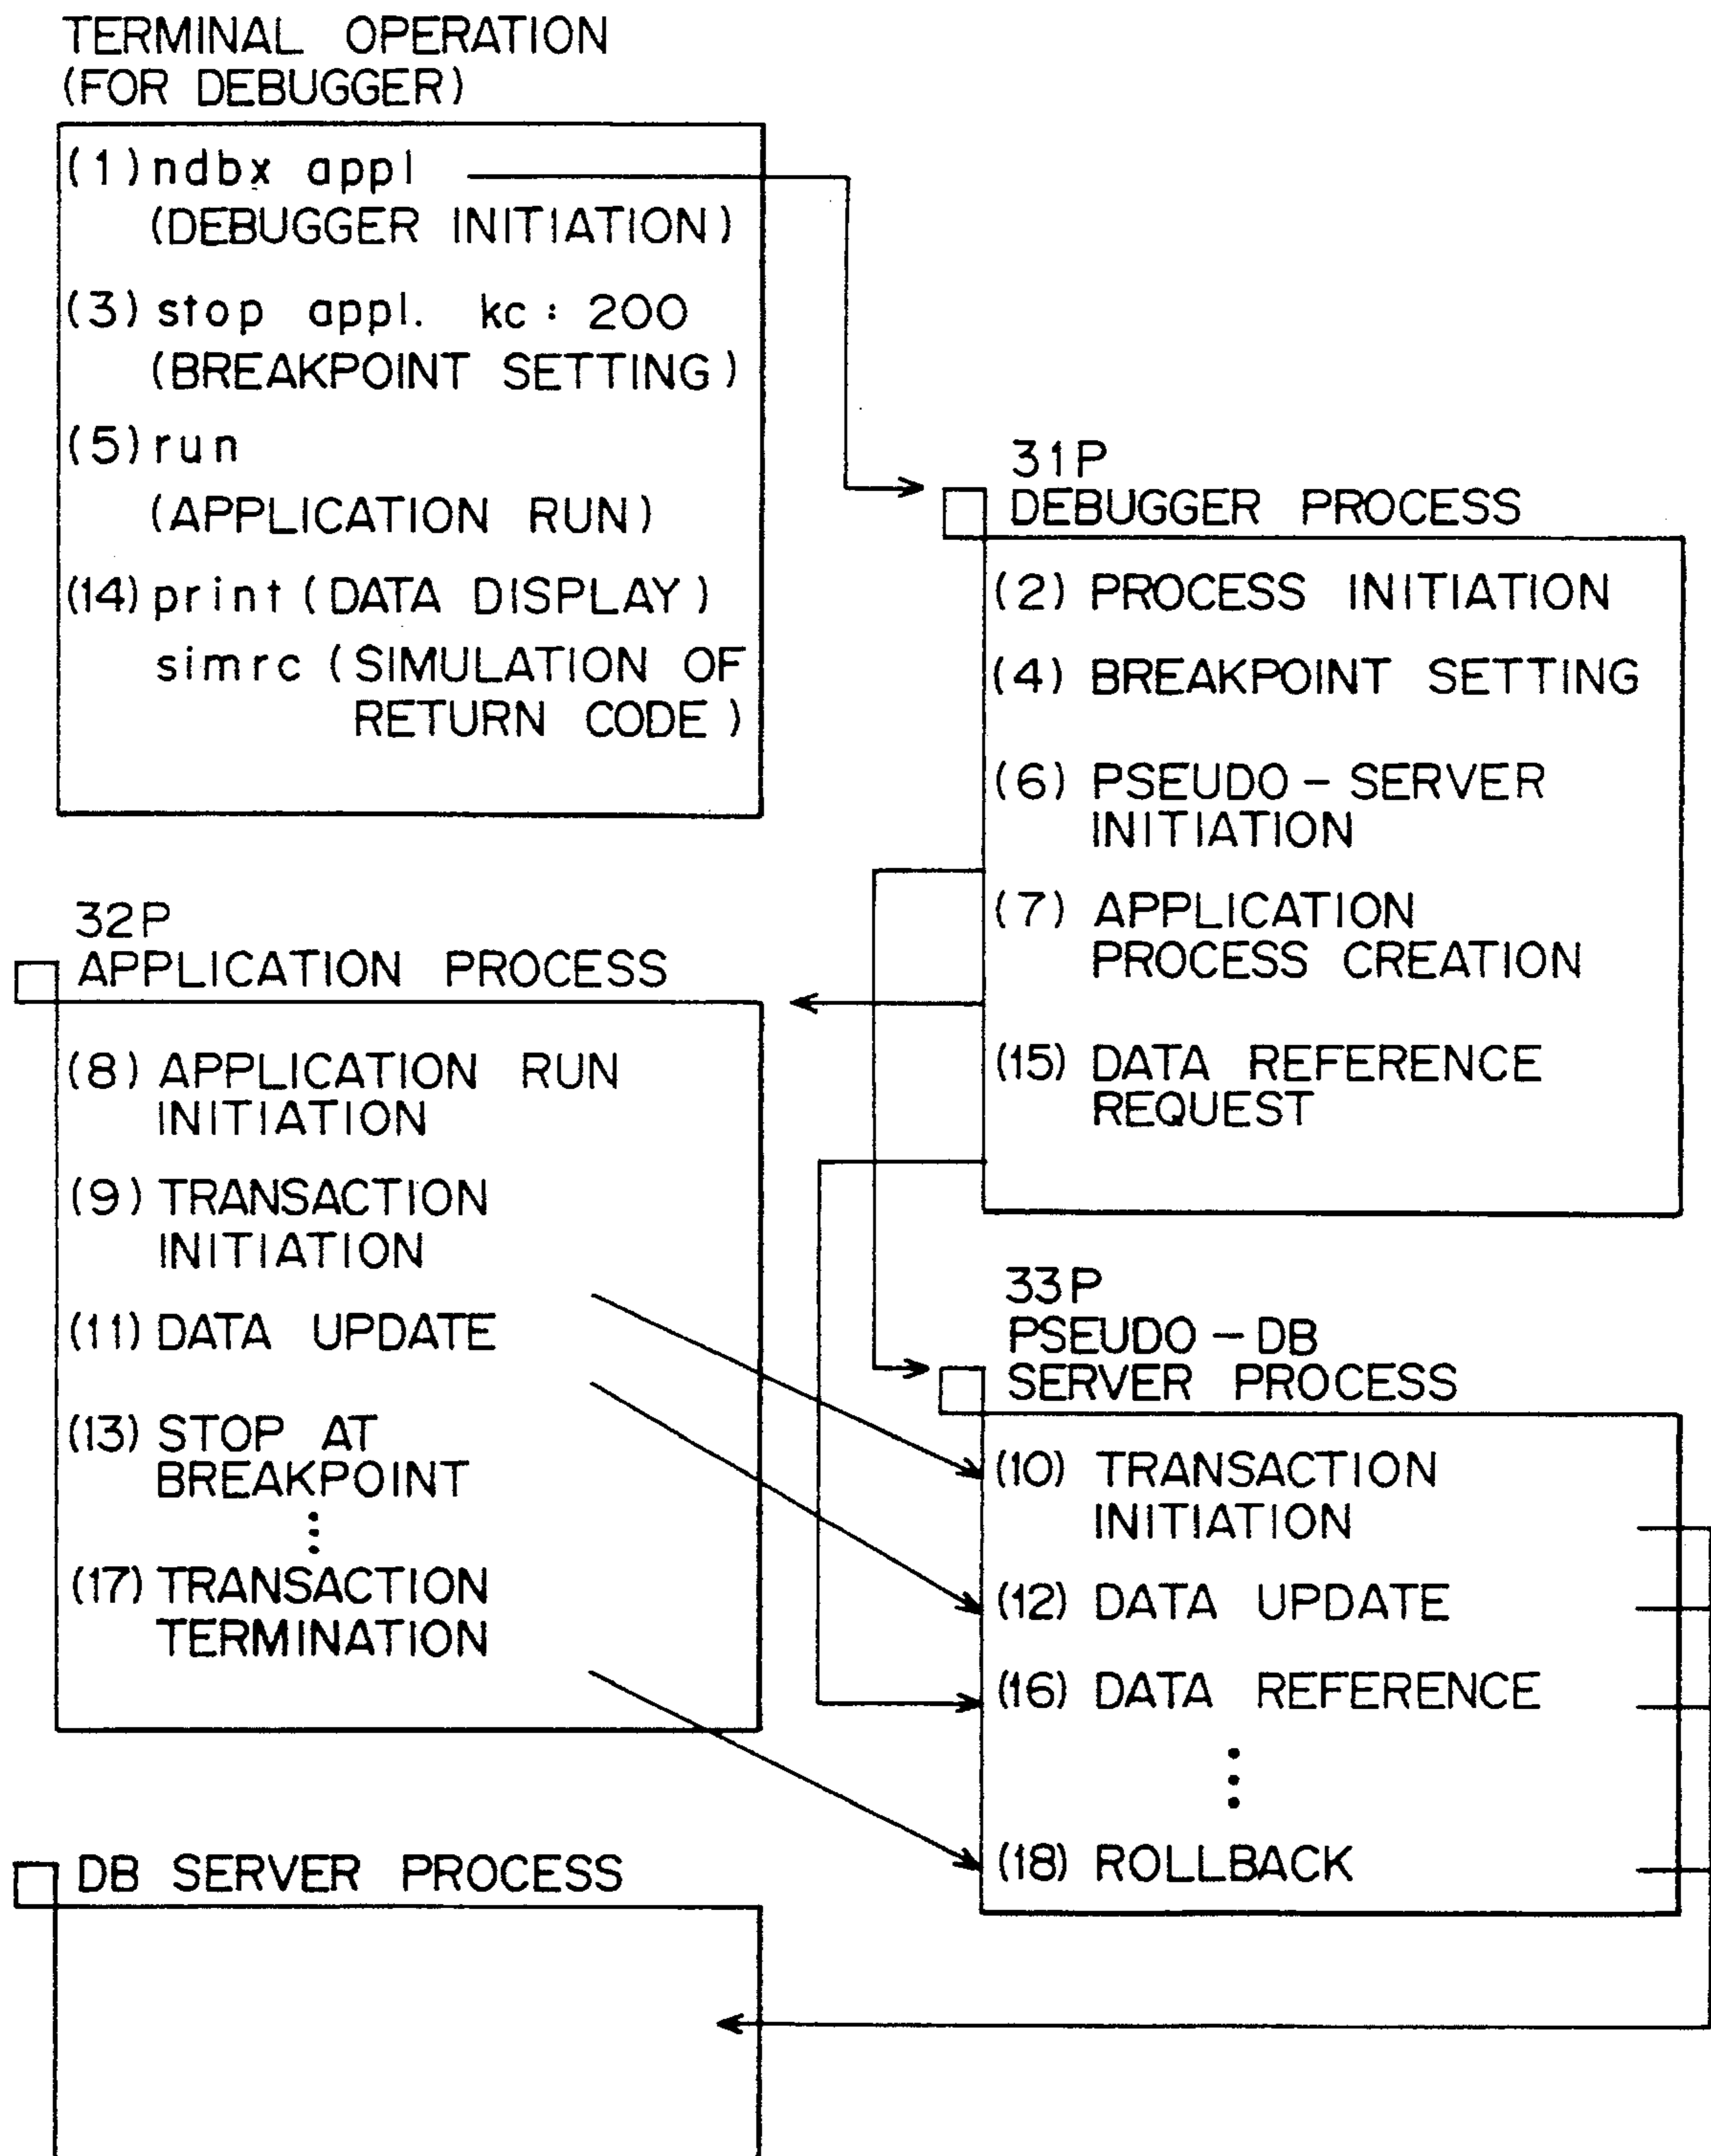 TERMINAL OPERATION
(FOR DEBUGGER)
(1) ndbx appl
(DEBUGGER INITIATION)
(3) stop appl. kc : 200
(BREAKPOINT SETTING)
(5) run
(APPLICATION RUN)
(14) print (DATA DISPLAY)
simrc (SIMULATION OF
RETURN CODE)
31P
DEBUGGER PROCESS
(2) PROCESS INITIATION
(4) BREAKPOINT SETTING
(6) PSEUDO-SERVER
INITIATION
(7) APPLICATION
PROCESS CREATION
(15) DATA REFERENCE
REQUEST
32P
APPLICATION PROCESS
(8) APPLICATION RUN
INITIATION
(9) TRANSACTION
INITIATION
(11) DATA UPDATE
(13) STOP AT
BREAKPOINT
(17) TRANSACTION
TERMINATION
33P
PSEUDO-DB
SERVER PROCESS
(10) TRANSACTION
INITIATION
(12) DATA UPDATE
(16) DATA REFERENCE
(18) ROLLBACK
DB SERVER PROCESS